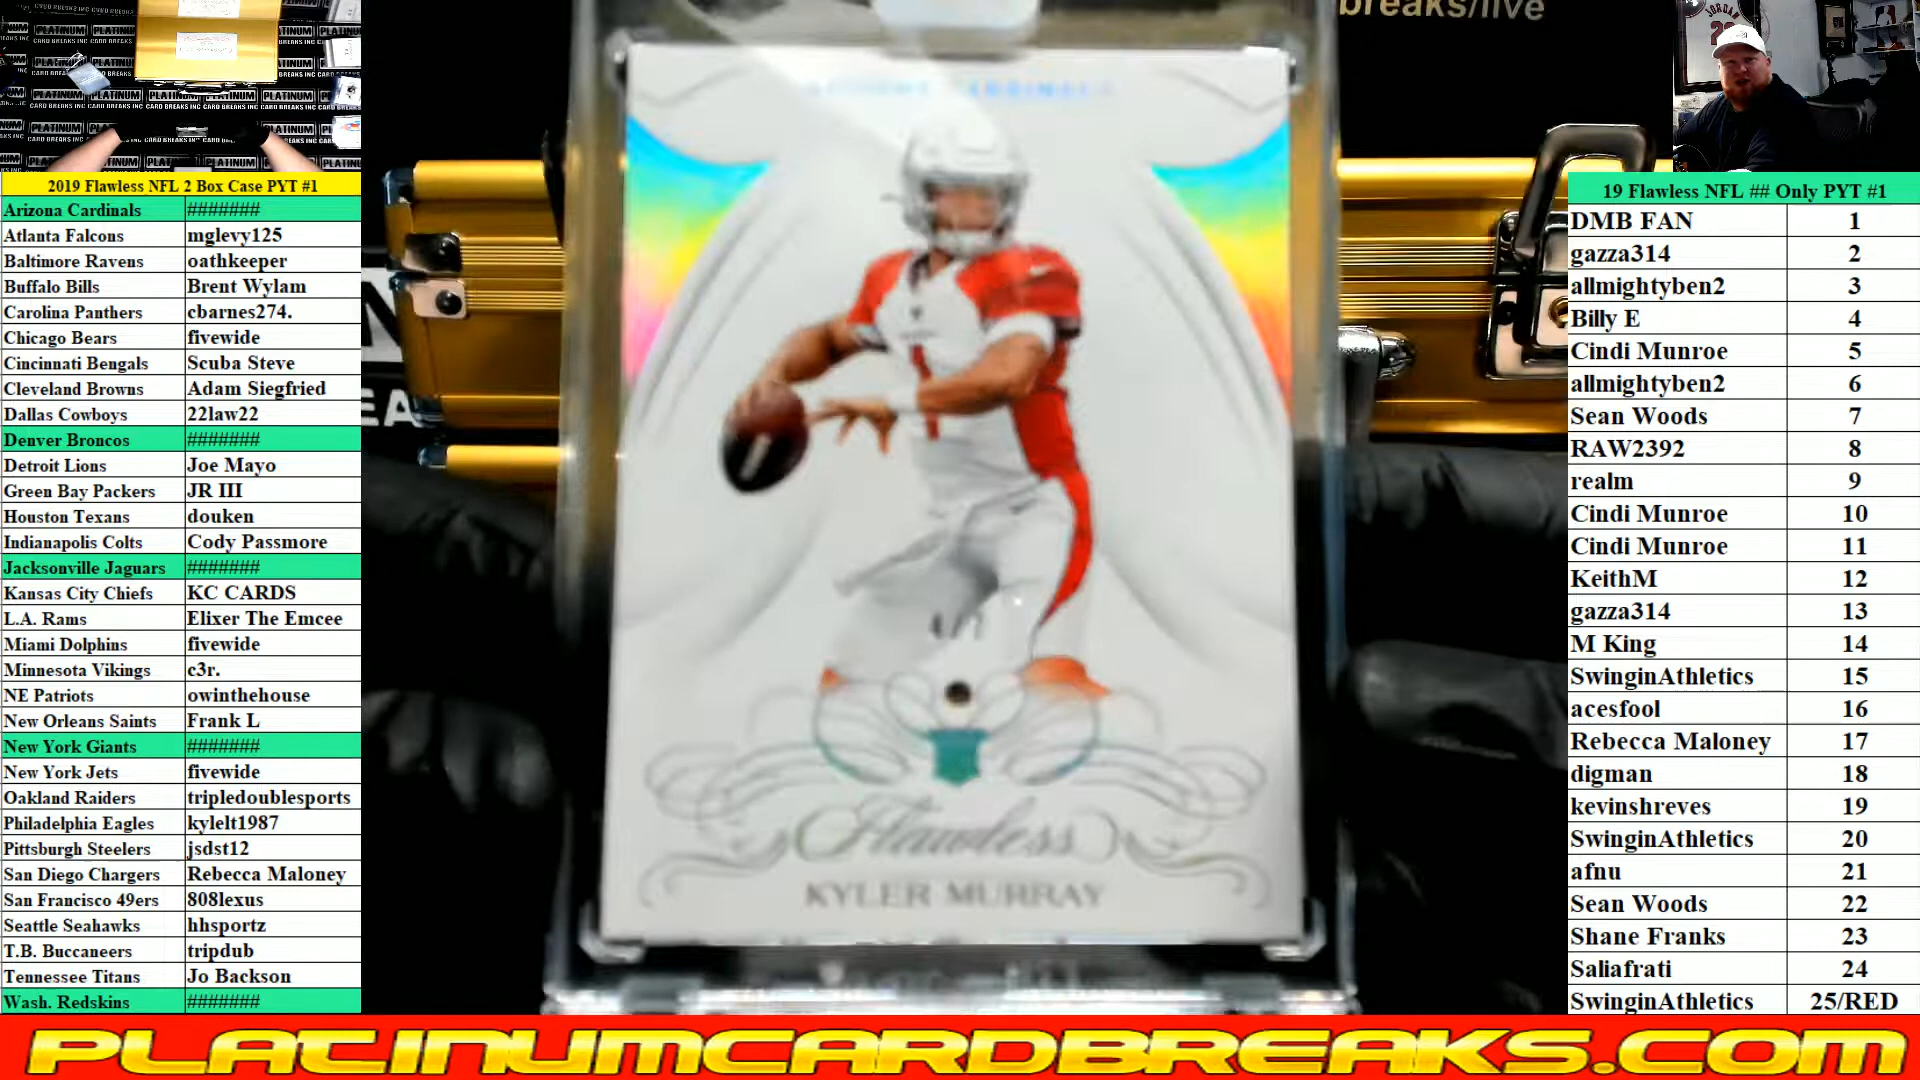 breaks/live
PLATINUM
CARD BREAKS INC
2019 Flawless NFL 2 Box Case PYT #1
Arizona Cardinals #######
Atlanta Falcons mglevy125
Baltimore Ravens oathkeeper
Buffalo Bills Brent Wylam
Carolina Panthers cbarnes274.
Chicago Bears fivewide
Cincinnati Bengals Scuba Steve
Cleveland Browns Adam Siegfried
Dallas Cowboys 22law22
Denver Broncos #######
Detroit Lions Joe Mayo
Green Bay Packers JR III
Houston Texans douken
Indianapolis Colts Cody Passmore
Jacksonville Jaguars #######
Kansas City Chiefs KC CARDS
L.A. Rams Elixer The Emcee
Miami Dolphins fivewide
Minnesota Vikings c3r.
NE Patriots owinthehouse
New Orleans Saints Frank L
New York Giants #######
New York Jets fivewide
Oakland Raiders tripledoublesports
Philadelphia Eagles kylelt1987
Pittsburgh Steelers jsdst12
San Diego Chargers Rebecca Maloney
San Francisco 49ers 808lexus
Seattle Seahawks hhsportz
T.B. Buccaneers tripdub
Tennessee Titans Jo Backson
Wash. Redskins #######
Flawless
KYLER MURRAY
JORDAN
19 Flawless NFL ## Only PYT #1
DMB FAN 1
gazza314 2
allmightyben2 3
Billy E 4
Cindi Munroe 5
allmightyben2 6
Sean Woods 7
RAW2392 8
realm 9
Cindi Munroe 10
Cindi Munroe 11
KeithM 12
gazza314 13
M King 14
SwinginAthletics 15
acesfool 16
Rebecca Maloney 17
digman 18
kevinshreves 19
SwinginAthletics 20
afnu 21
Sean Woods 22
Shane Franks 23
Saliafrati 24
SwinginAthletics 25/RED
PLATINUMCARDBREAKS.COM